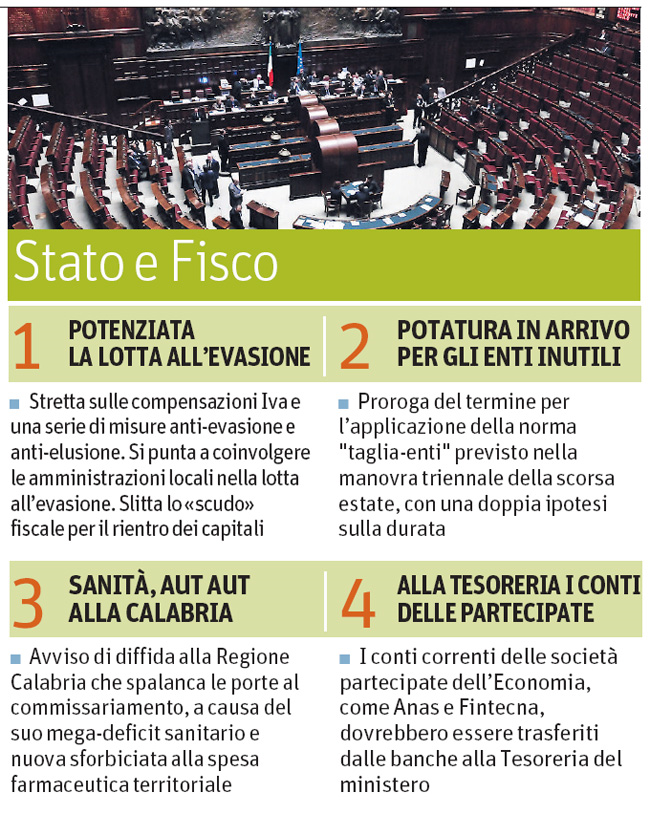 Stato e Fisco
1
POTENZIATA
LA LOTTA ALL'EVASIONE
■ Stretta sulle compensazioni Iva e
una serie di misure anti-evasione e
anti-elusione. Si punta a coinvolgere
le amministrazioni locali nella lotta
all'evasione. Slitta lo «scudo»
fiscale per il rientro dei capitali
2
POTATURA IN ARRIVO
PER GLI ENTI INUTILI
■ Proroga del termine per
l'applicazione della norma
"taglia-enti" previsto nella
manovra triennale della scorsa
estate, con una doppia ipotesi
sulla durata
3
SANITÀ, AUT AUT
ALLA CALABRIA
■ Avviso di diffida alla Regione
Calabria che spalanca le porte al
commissariamento, a causa del
suo mega-deficit sanitario e
nuova sforbiciata alla spesa
farmaceutica territoriale
4
ALLA TESORERIA I CONTI
DELLE PARTECIPATE
■ I conti correnti delle società
partecipate dell'Economia,
come Anas e Fintecna,
dovrebbero essere trasferiti
dalle banche alla Tesoreria del
ministero